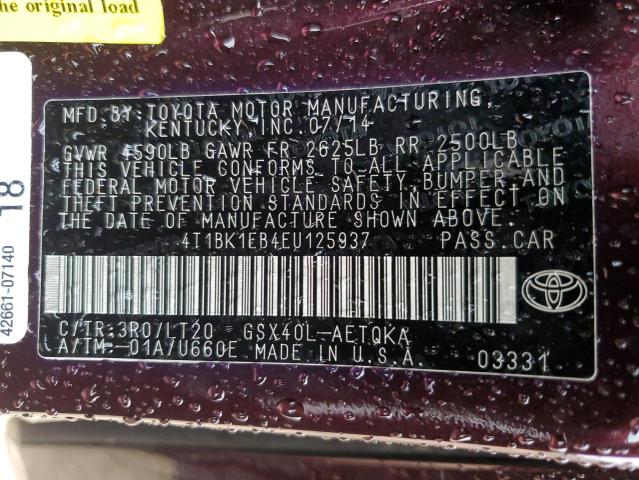 the original load
18
42661-07140
MFD. BY: TOYOTA MOTOR MANUFACTURING,
KENTUCKY, INC. 07/14
GVWR 4590LB GAWR FR 2625LB RR 2500LB
THIS VEHICLE CONFORMS TO ALL APPLICABLE
FEDERAL MOTOR VEHICLE SAFETY, BUMPER AND
THEFT PREVENTION STANDARDS IN EFFECT ON
THE DATE OF MANUFACTURE SHOWN ABOVE.
4T1BK1EB4EU125937 PASS CAR
C/TR:3R0/LT20 GSX40L-AETQKA
A/TM:-01A/U660E MADE IN U.S.A. 03331